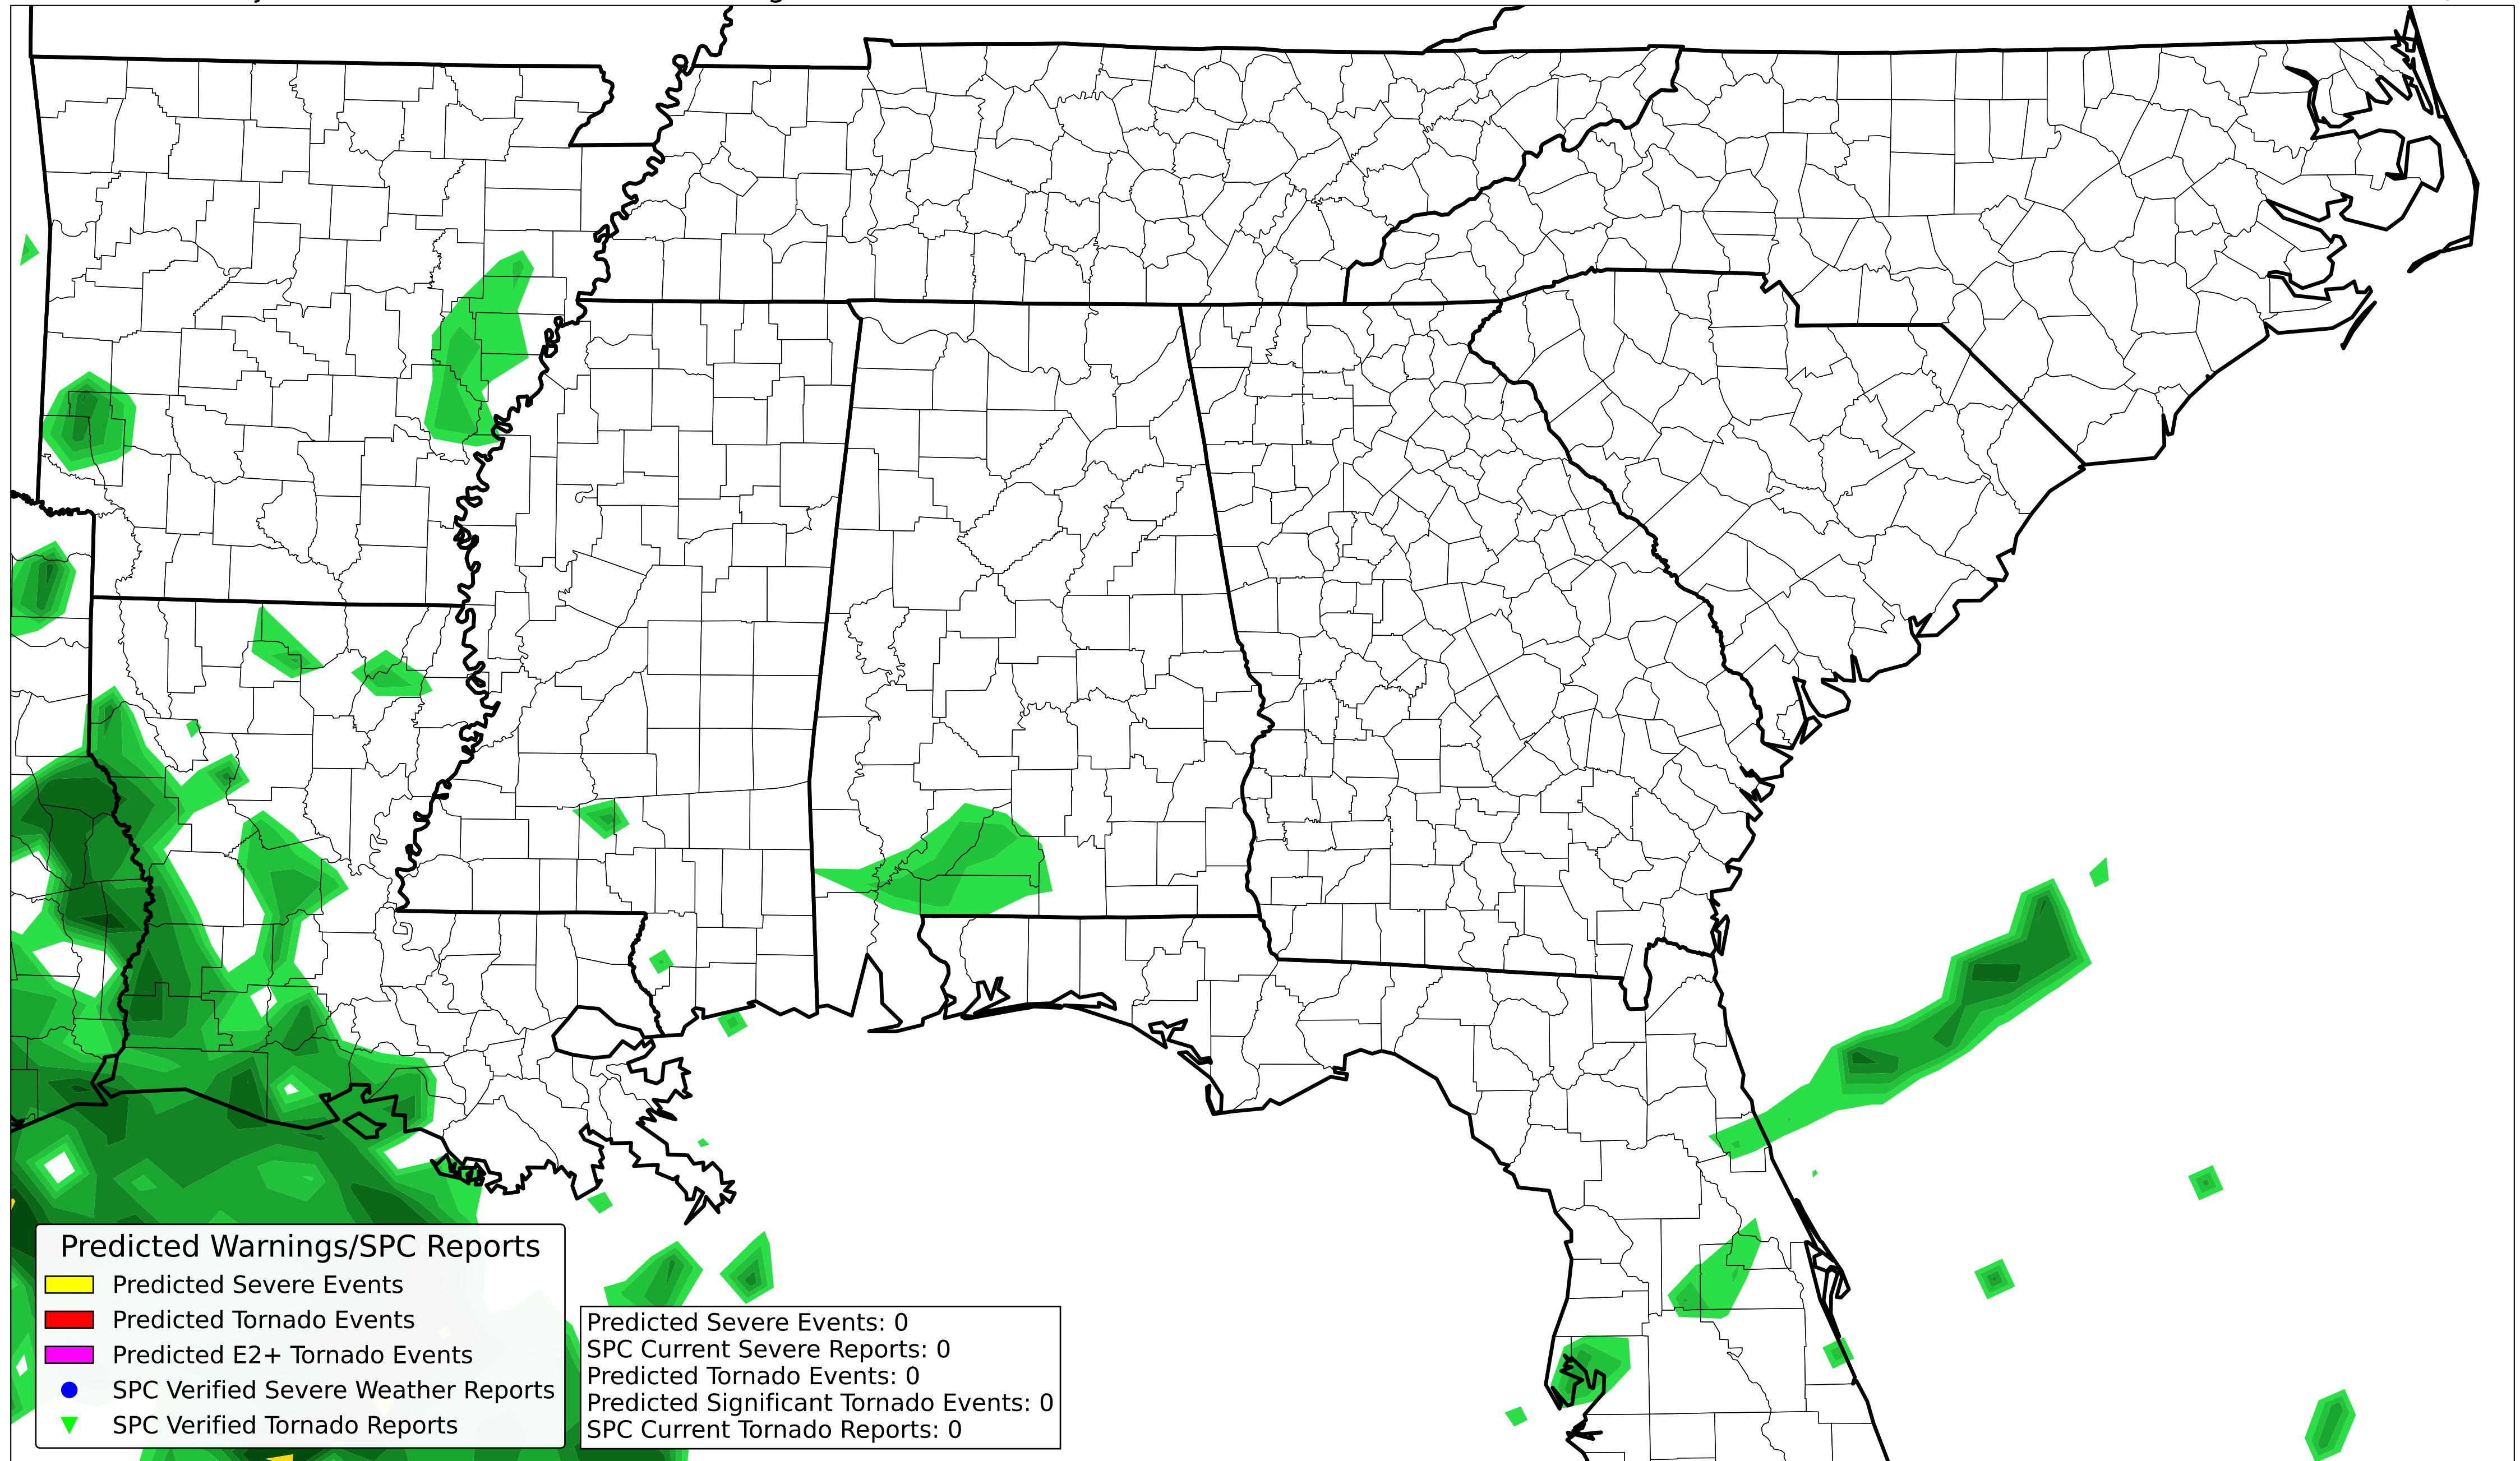 Predicted Warnings/SPC Reports
Predicted Severe Events
Predicted Tornado Events
Predicted E2+ Tornado Events
SPC Verified Severe Weather Reports
SPC Verified Tornado Reports
Predicted Severe Events: 0
SPC Current Severe Reports: 0
Predicted Tornado Events: 0
Predicted Significant Tornado Events: 0
SPC Current Tornado Reports: 0